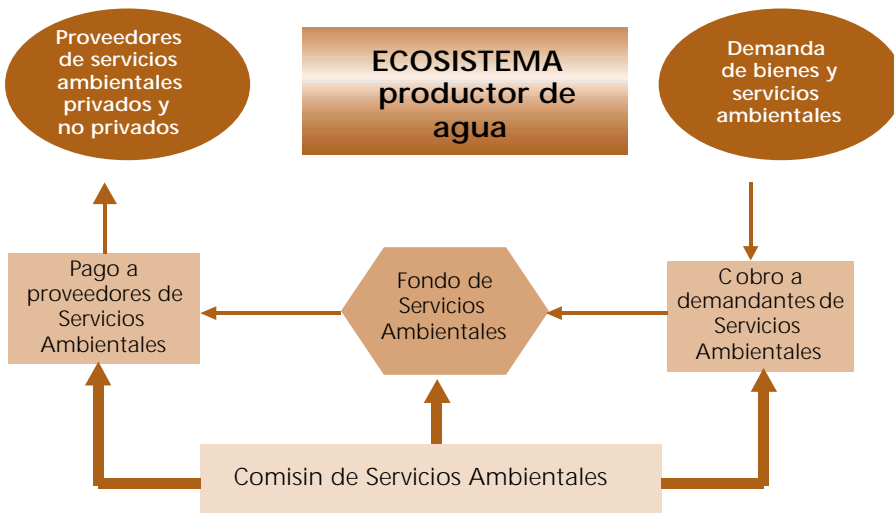 Proveedores
de servicios
ambientales
privados y
no privados
ECOSISTEMA
productor de
agua
Demanda
de bienes y
servicios
ambientales
Pago a
proveedores de
Servicios
Ambientales
Fondo de
Servicios
Ambientales
Cobro a
demandantes de
Servicios
Ambientales
Comisin de Servicios Ambientales